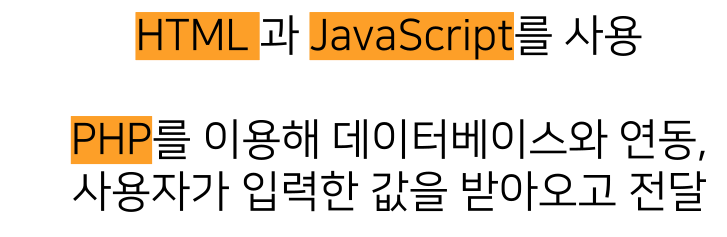 HTML 과 JavaScript를 사용
PHP를 이용해 데이터베이스와 연동,
사용자가 입력한 값을 받아오고 전달